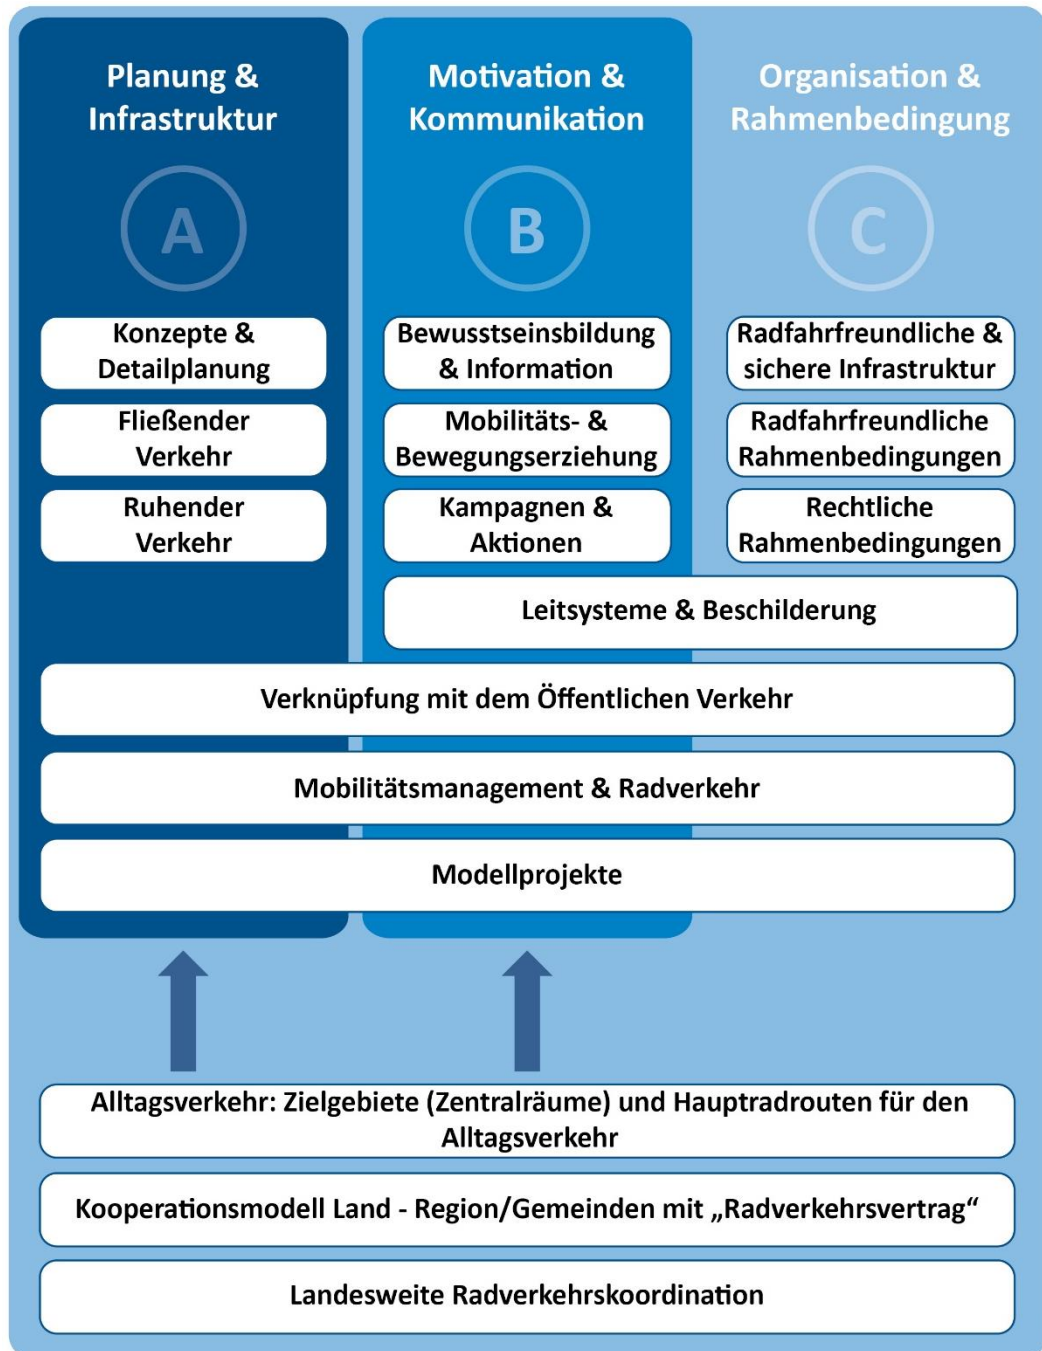 Planung &
Infrastruktur
A
Konzepte &
Detailplanung
Fließender
Verkehr
Ruhender
Verkehr
Motivation &
Kommunikation
B
Bewusstseinsbildung
& Information
Mobilitäts- &
Bewegungserziehung
Kampagnen &
Aktionen
Organisation &
Rahmenbedingung
C
Radfahrfreundliche &
sichere Infrastruktur
Radfahrfreundliche
Rahmenbedingungen
Rechtliche
Rahmenbedingungen
Leitsysteme & Beschilderung
Verknüpfung mit dem Öffentlichen Verkehr
Mobilitätsmanagement & Radverkehr
Modellprojekte
Alltagsverkehr: Zielgebiete (Zentralräume) und Hauptradrouten für den
Alltagsverkehr
Kooperationsmodell Land - Region/Gemeinden mit „Radverkehrsvertrag“
Landesweite Radverkehrskoordination